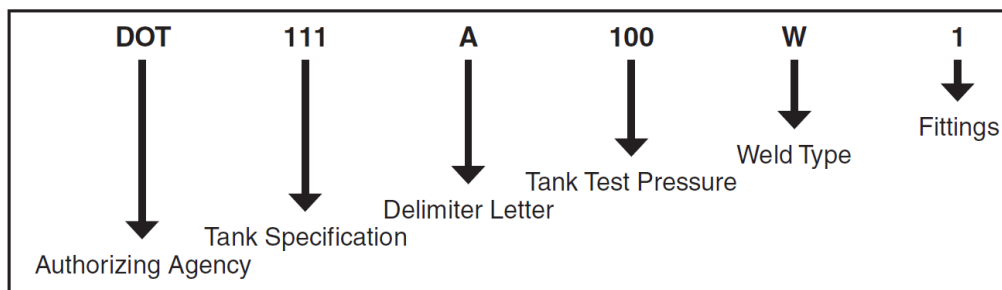 DOT 111 A 100 W 1
Fittings
Weld Type
Tank Test Pressure
Delimiter Letter
Tank Specification
Authorizing Agency